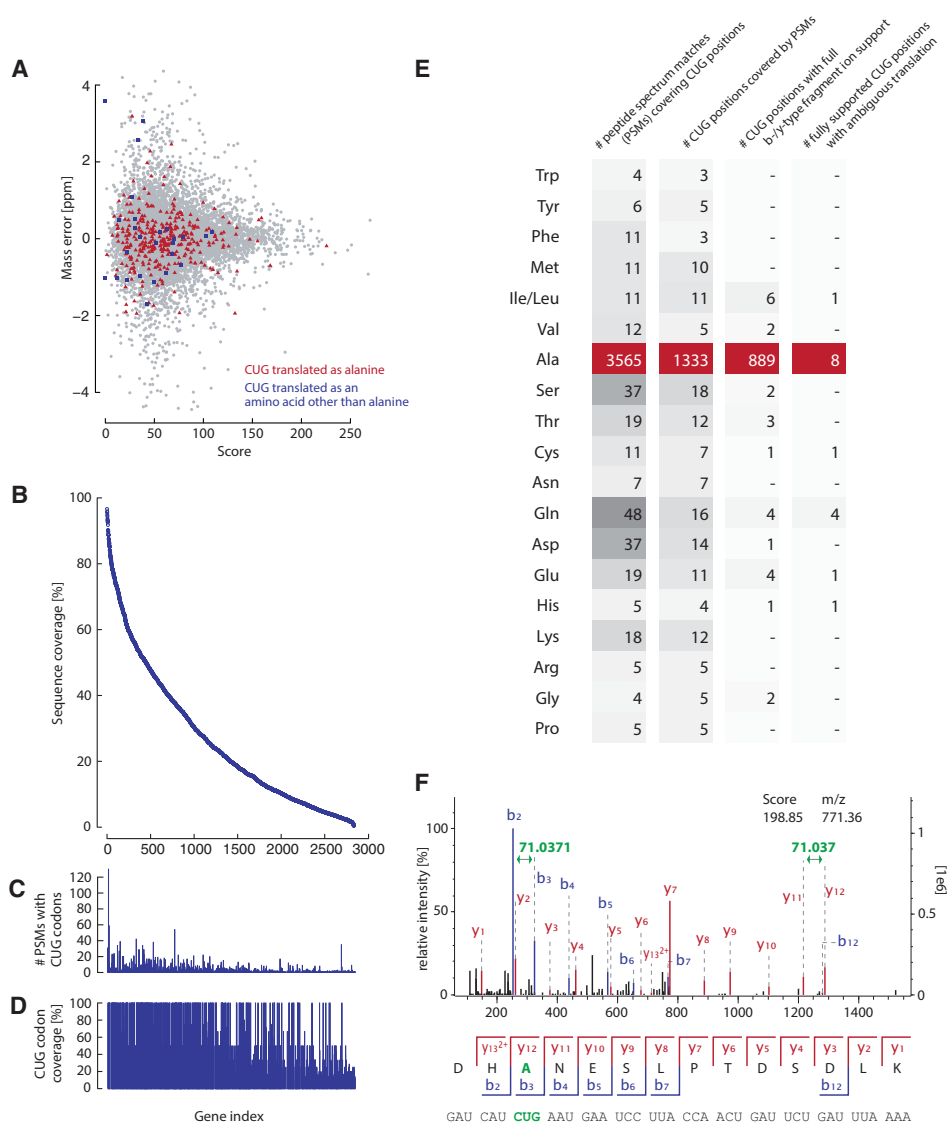 A
Mass error [ppm]
4
2
0
−2
−4
CUG translated as alanine
CUG translated as an
amino acid other than alanine
0 50 100 150 200 250
Score
B
Sequence coverage [%]
100
80
60
40
20
0
0 500 1000 1500 2000 2500 3000
C
# PSMs with
CUG codons
120
100
80
60
40
20
0
D
CUG codon
coverage [%]
100
80
60
40
20
0
Gene index
E
# peptide spectrum matches
(PSMs) covering CUG positions
# CUG positions covered by PSMs
# CUG positions with full
b-/y-type fragment ion support
# fully supported CUG positions
with ambiguous translation
Trp 4 3 - -
Tyr 6 5 - -
Phe 11 3 - -
Met 11 10 - -
Ile/Leu 11 11 6 1
Val 12 5 2 -
Ala 3565 1333 889 8
Ser 37 18 2 -
Thr 19 12 3 -
Cys 11 7 1 1
Asn 7 7 - -
Gln 48 16 4 4
Asp 37 14 1 -
Glu 19 11 4 1
His 5 4 1 1
Lys 18 12 - -
Arg 5 5 - -
Gly 4 5 2 -
Pro 5 5 - -
F
Score m/z
198.85 771.36
relative intensity [%]
100
50
0
[1e6]
1
0.5
0
71.0371
71.037
b2
y2
b3
b4
y1
y3
y4
b5
y5
b6
y6
y13²⁺
y7
b7
y8
y9
y10
y11
y12
b12
200 400 600 800 1000 1200 1400
y13²⁺ y12 y11 y10 y9 y8 y7 y6 y5 y4 y3 y2 y1
D H A N E S L P T D S D L K
b2 b3 b4 b5 b6 b7 b12
GAU CAU CUG AAU GAA UCC UUA CCA ACU GAU UCU GAU UUA AAA